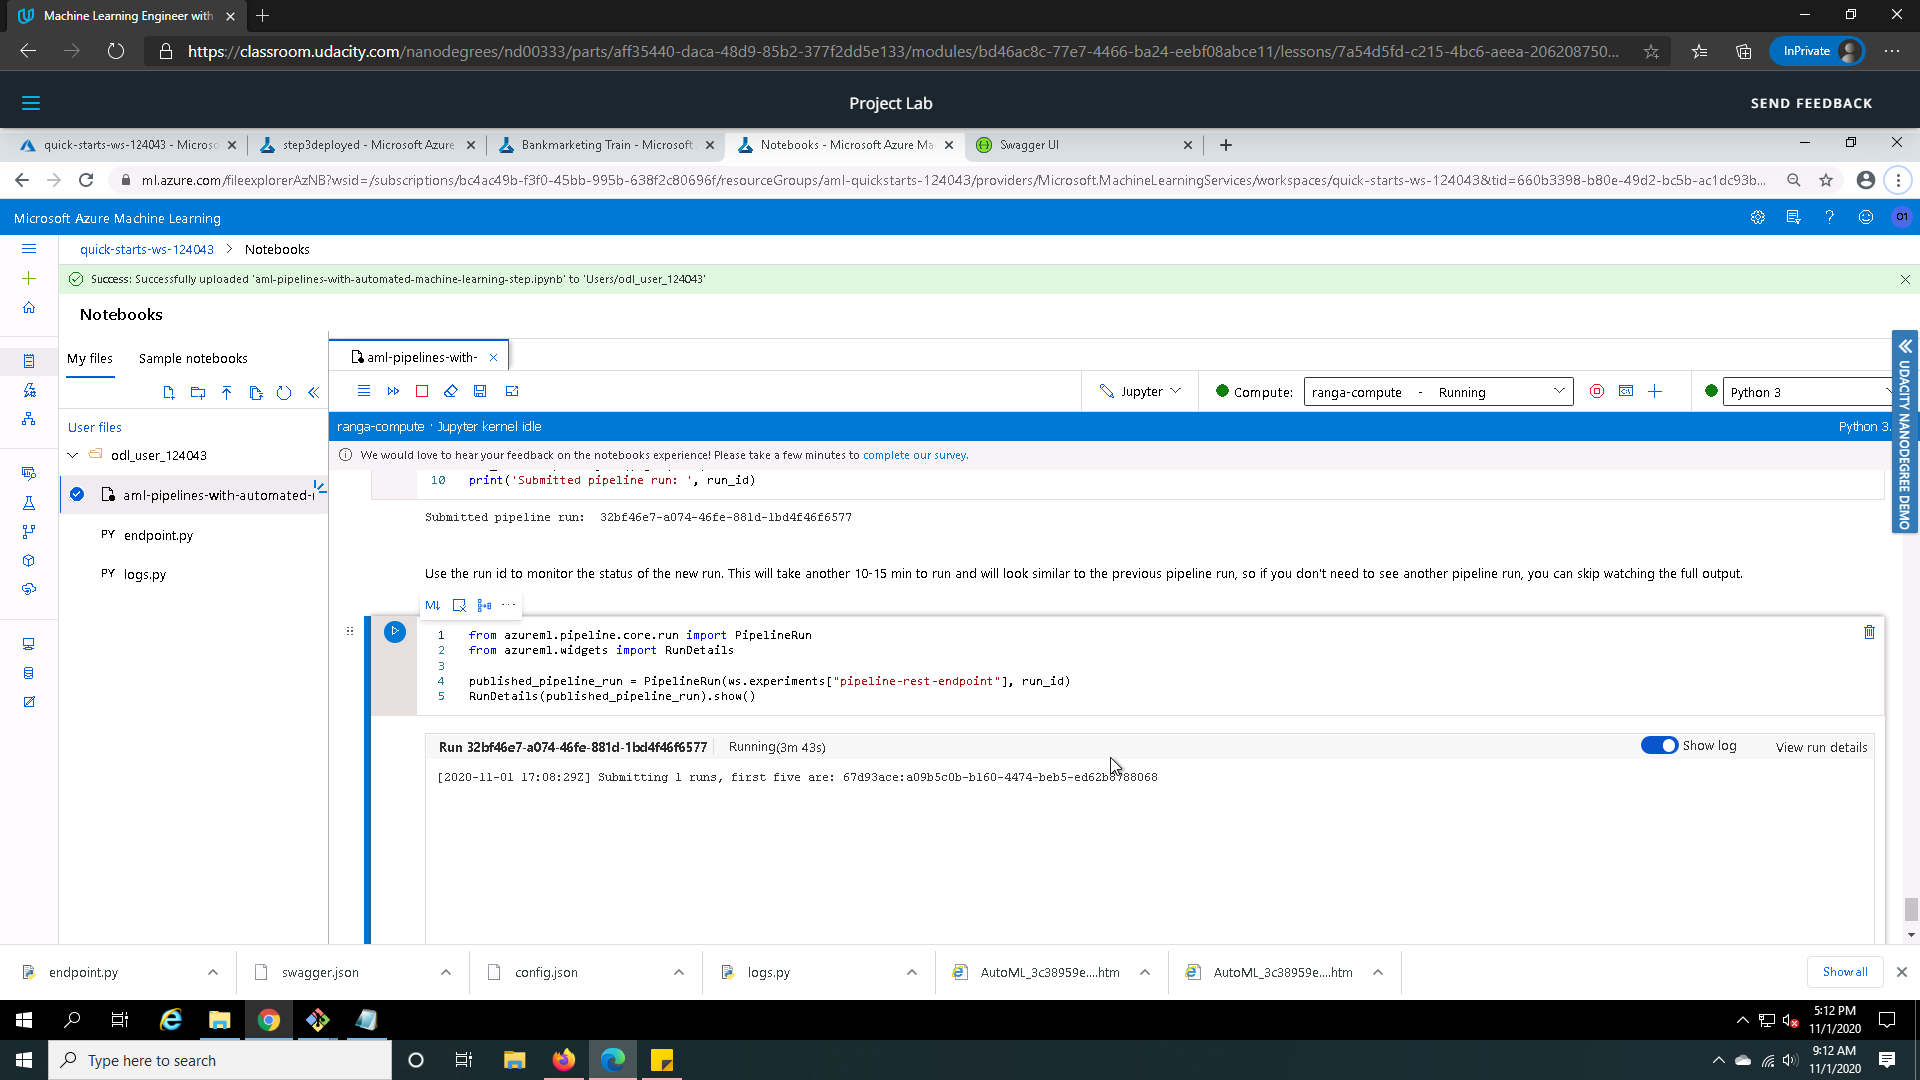 Machine Learning Engineer with
https://classroom.udacity.com/nanodegrees/nd00333/parts/aff35440-daca-48d9-85b2-377f2dd5e133/modules/bd46ac8c-77e7-4466-ba24-eebf08abce11/lessons/7a54d5fd-c215-4bc6-aeea-206208750...
InPrivate
Project Lab
SEND FEEDBACK
quick-starts-ws-124043 - Microso
step3deployed - Microsoft Azure
Bankmarketing Train - Microsoft
Notebooks - Microsoft Azure Ma
Swagger UI
ml.azure.com/fileexplorerAzNB?wsid=/subscriptions/bc4ac49b-f3f0-45bb-995b-638f2c80696f/resourceGroups/aml-quickstarts-124043/providers/Microsoft.MachineLearningServices/workspaces/quick-starts-ws-124043&tid=660b3398-b80e-49d2-bc5b-ac1dc93b...
Microsoft Azure Machine Learning
O1
quick-starts-ws-124043 > Notebooks
Success: Successfully uploaded 'aml-pipelines-with-automated-machine-learning-step.ipynb' to 'Users/odl_user_124043'
Notebooks
My files
Sample notebooks
aml-pipelines-with-
Jupyter
Compute:
ranga-compute - Running
Python 3
User files
ranga-compute · Jupyter kernel idle
Python 3.
odl_user_124043
We would love to hear your feedback on the notebooks experience! Please take a few minutes to complete our survey.
aml-pipelines-with-automated-
PY endpoint.py
PY logs.py
UDACITY NANODEGREE DEMO
10 print('Submitted pipeline run: ', run_id)
Submitted pipeline run: 32bf46e7-a074-46fe-881d-1bd4f46f6577
Use the run id to monitor the status of the new run. This will take another 10-15 min to run and will look similar to the previous pipeline run, so if you don't need to see another pipeline run, you can skip watching the full output.
M↓
1 from azureml.pipeline.core.run import PipelineRun
2 from azureml.widgets import RunDetails
3
4 published_pipeline_run = PipelineRun(ws.experiments["pipeline-rest-endpoint"], run_id)
5 RunDetails(published_pipeline_run).show()
Run 32bf46e7-a074-46fe-881d-1bd4f46f6577
Running(3m 43s)
Show log
View run details
[2020-11-01 17:08:29Z] Submitting 1 runs, first five are: 67d93ace:a09b5c0b-b160-4474-beb5-ed62b8788068
endpoint.py
swagger.json
config.json
logs.py
AutoML_3c38959e....htm
AutoML_3c38959e....htm
Show all
5:12 PM
11/1/2020
Type here to search
9:12 AM
11/1/2020